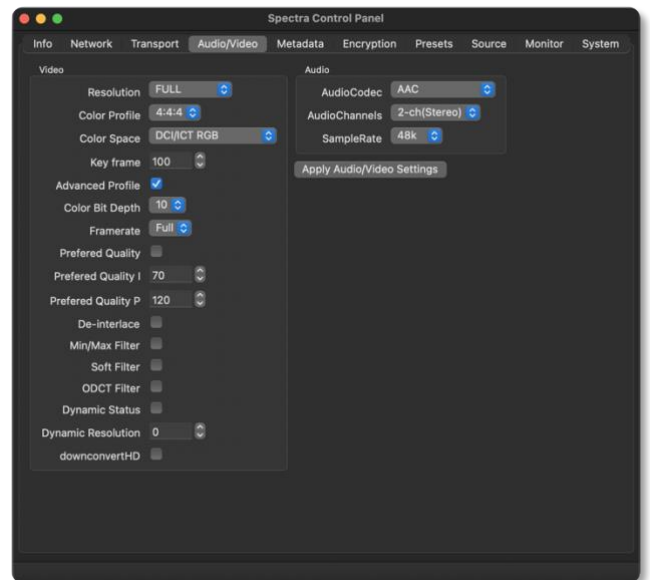 Spectra Control Panel
Info Network Transport Audio/Video Metadata Encryption Presets Source Monitor System
Video
Resolution FULL
Color Profile 4:4:4
Color Space DCI/ICT RGB
Key frame 100
Advanced Profile
Color Bit Depth 10
Framerate Full
Prefered Quality
Prefered Quality I 70
Prefered Quality P 120
De-interlace
Min/Max Filter
Soft Filter
ODCT Filter
Dynamic Status
Dynamic Resolution 0
downconvertHD
Audio
AudioCodec AAC
AudioChannels 2-ch(Stereo)
SampleRate 48k
Apply Audio/Video Settings